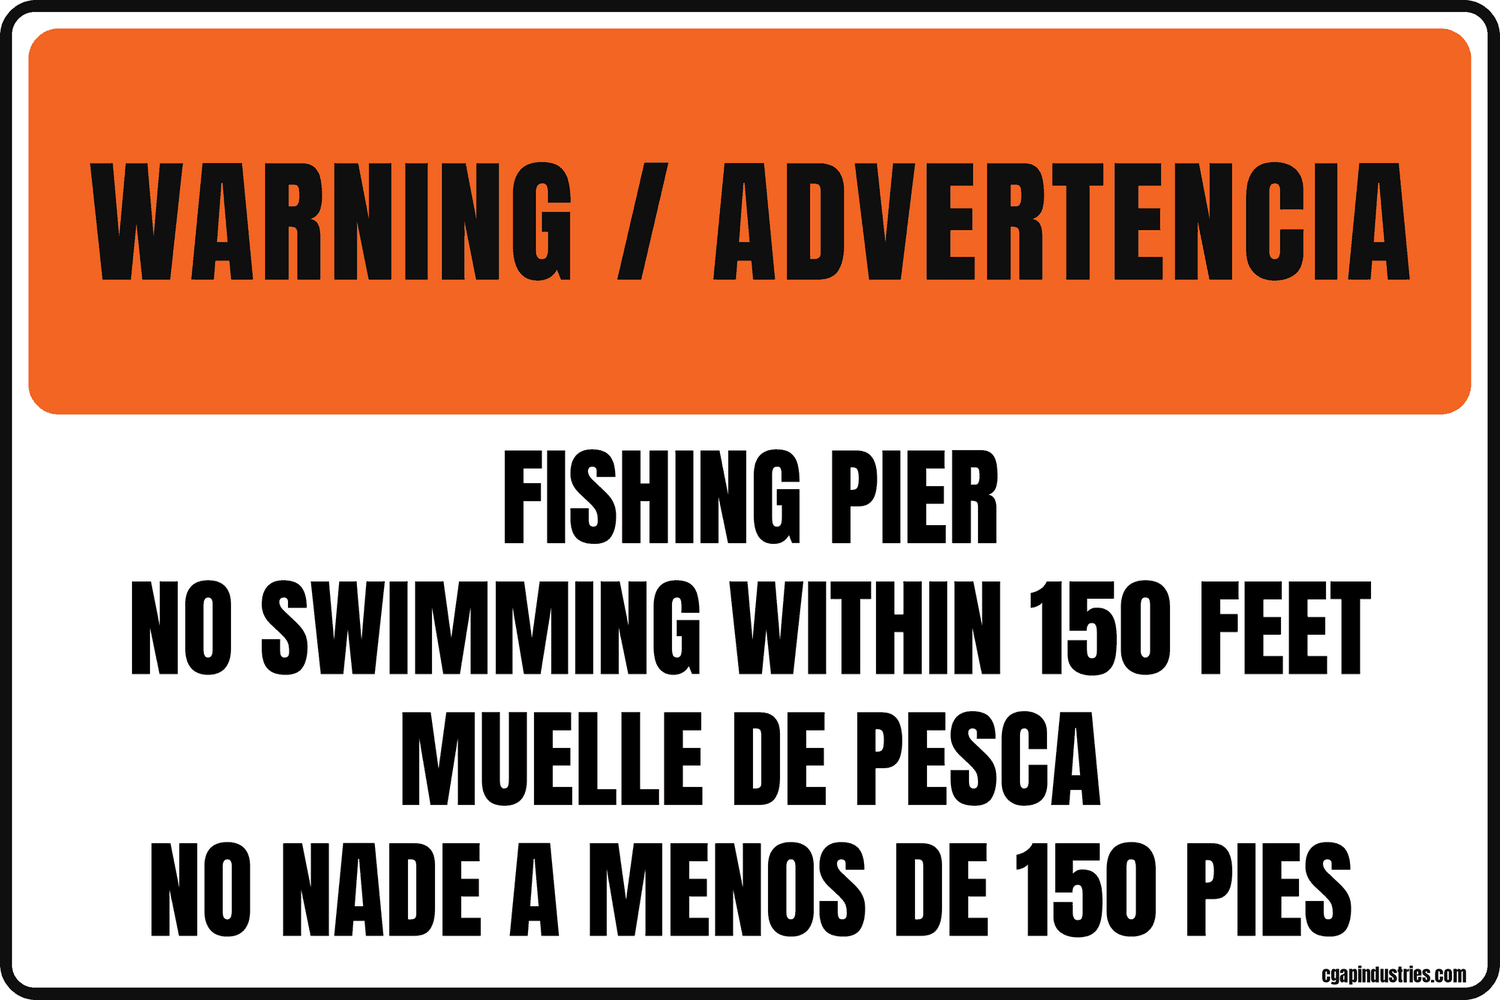 WARNING / ADVERTENCIA
FISHING PIER
NO SWIMMING WITHIN 150 FEET
MUELLE DE PESCA
NO NADE A MENOS DE 150 PIES
cgapindustries.com